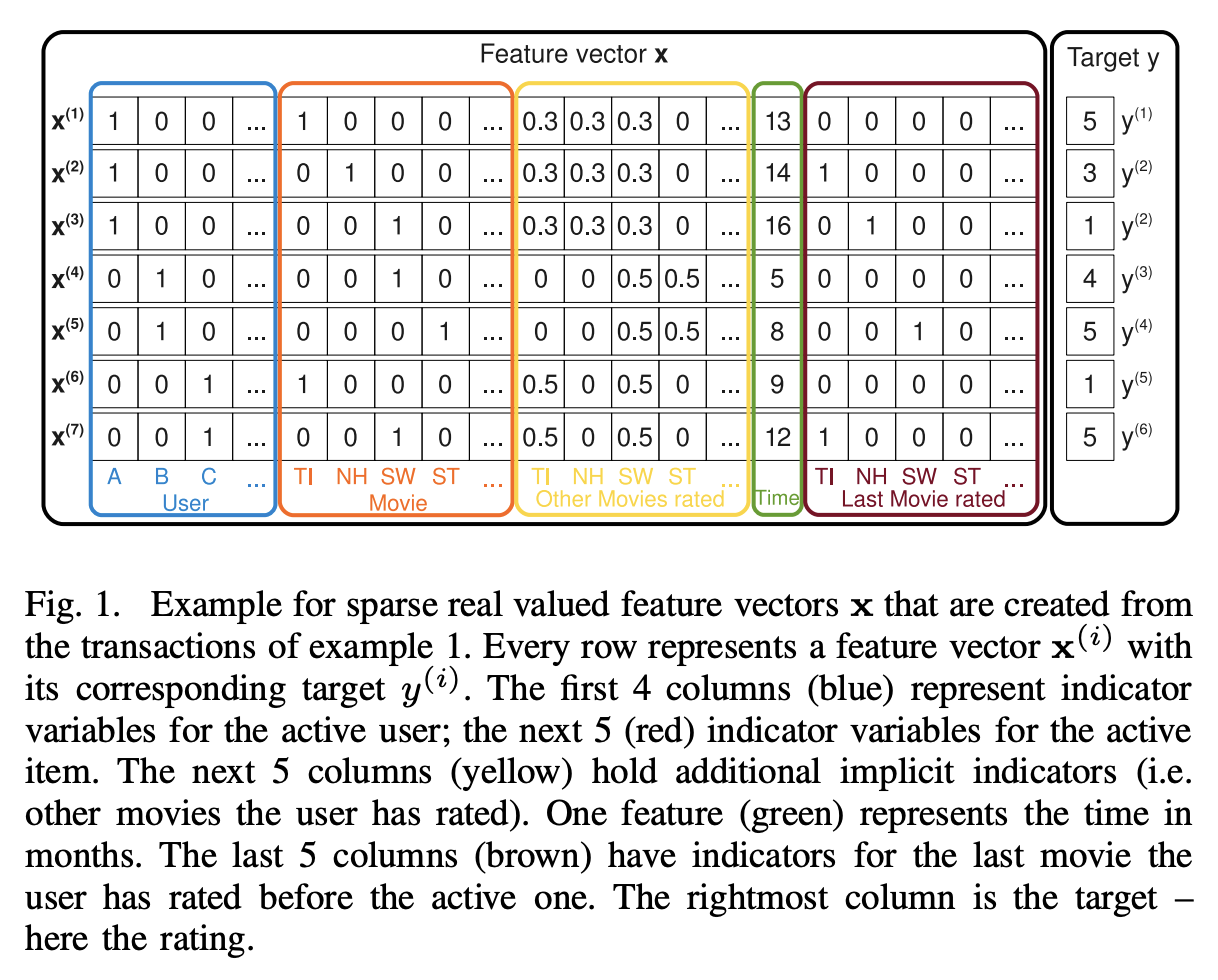 Feature vector x Target y
x(1) 1 0 0 ... 1 0 0 0 ... 0.3 0.3 0.3 0 ... 13 0 0 0 0 ... 5 y(1)
x(2) 1 0 0 ... 0 1 0 0 ... 0.3 0.3 0.3 0 ... 14 1 0 0 0 ... 3 y(2)
x(3) 1 0 0 ... 0 0 1 0 ... 0.3 0.3 0.3 0 ... 16 0 1 0 0 ... 1 y(2)
x(4) 0 1 0 ... 0 0 1 0 ... 0 0 0.5 0.5 ... 5 0 0 0 0 ... 4 y(3)
x(5) 0 1 0 ... 0 0 0 1 ... 0 0 0.5 0.5 ... 8 0 0 1 0 ... 5 y(4)
x(6) 0 0 1 ... 1 0 0 0 ... 0.5 0 0.5 0 ... 9 0 0 0 0 ... 1 y(5)
x(7) 0 0 1 ... 0 0 1 0 ... 0.5 0 0.5 0 ... 12 1 0 0 0 ... 5 y(6)
A B C ... TI NH SW ST ... TI NH SW ST ... TI NH SW ST ...
User Movie Other Movies rated Time Last Movie rated
Fig. 1. Example for sparse real valued feature vectors x that are created from
the transactions of example 1. Every row represents a feature vector x(i) with
its corresponding target y(i). The first 4 columns (blue) represent indicator
variables for the active user; the next 5 (red) indicator variables for the active
item. The next 5 columns (yellow) hold additional implicit indicators (i.e.
other movies the user has rated). One feature (green) represents the time in
months. The last 5 columns (brown) have indicators for the last movie the
user has rated before the active one. The rightmost column is the target –
here the rating.